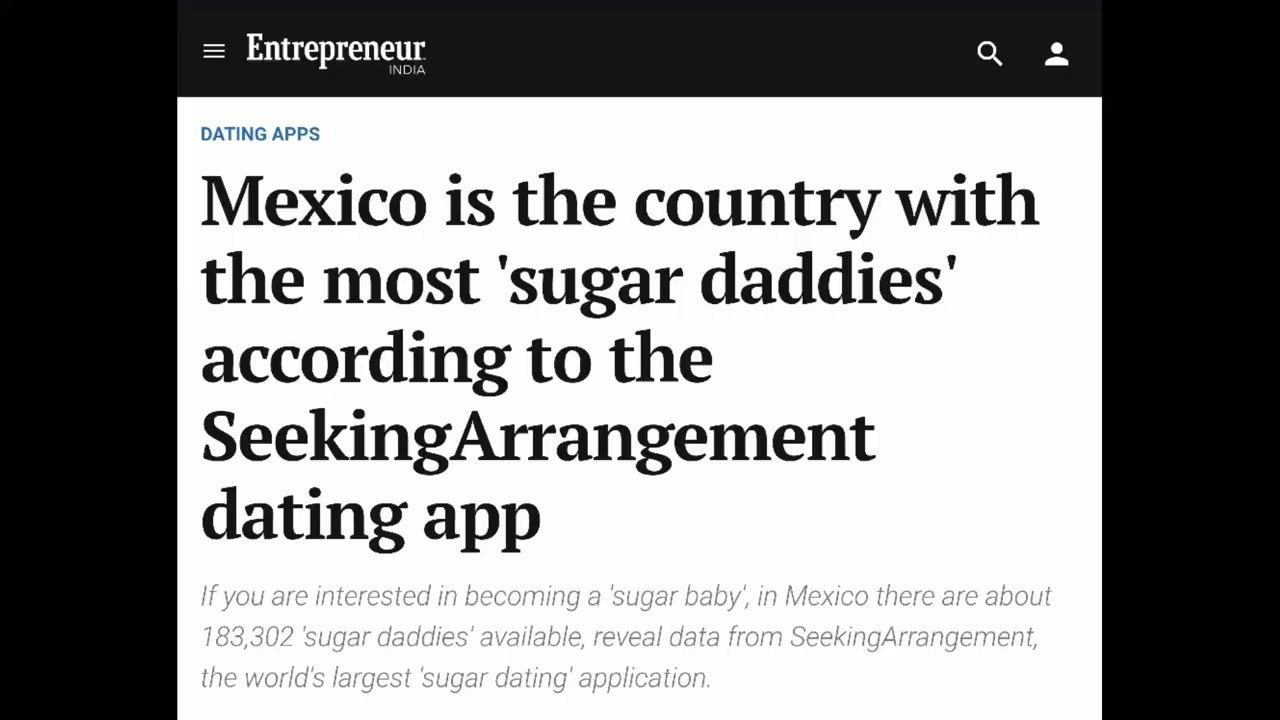 Entrepreneur
INDIA
DATING APPS
Mexico is the country with
the most 'sugar daddies'
according to the
SeekingArrangement
dating app
If you are interested in becoming a 'sugar baby', in Mexico there are about
183,302 'sugar daddies' available, reveal data from SeekingArrangement,
the world's largest 'sugar dating' application.